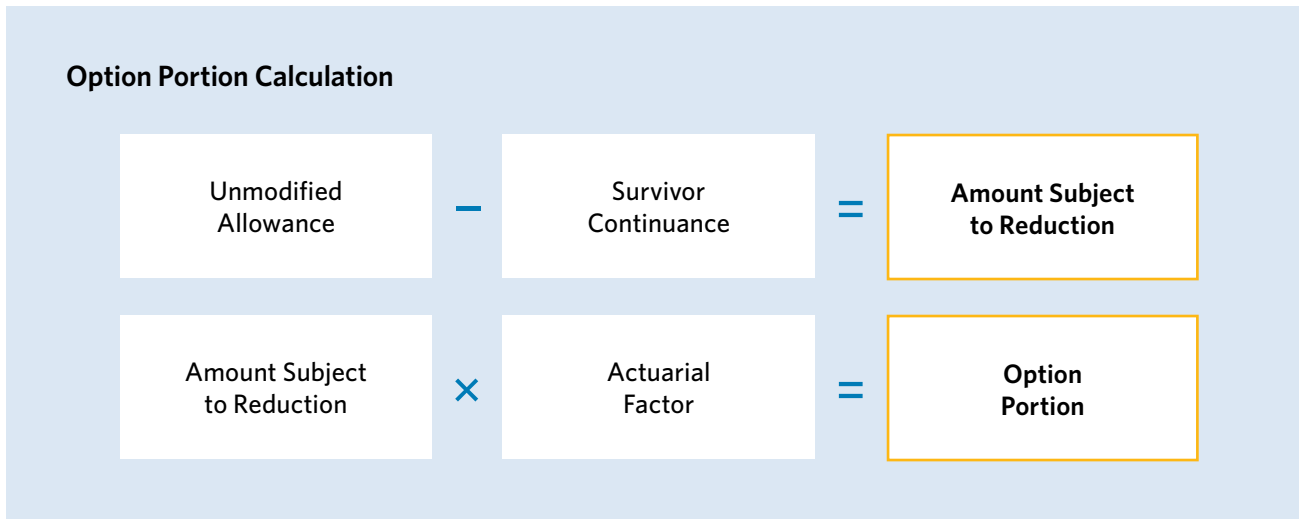 Option Portion Calculation
Unmodified
Allowance
−
Survivor
Continuance
=
Amount Subject
to Reduction
Amount Subject
to Reduction
×
Actuarial
Factor
=
Option
Portion